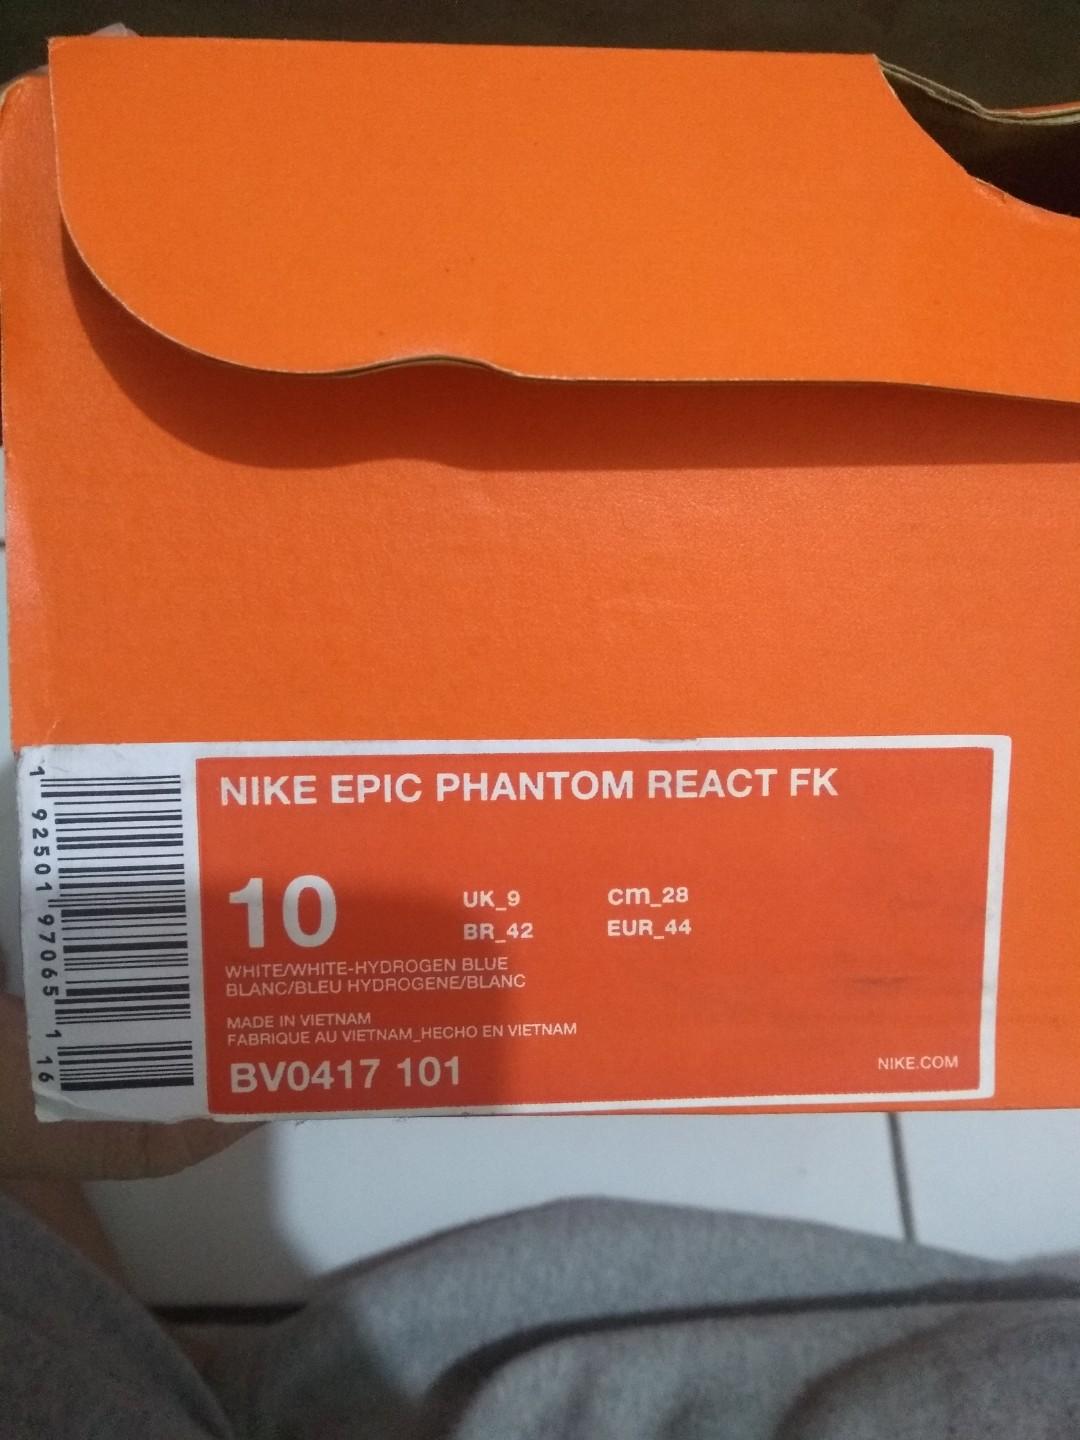 NIKE EPIC PHANTOM REACT FK
10
UK_9 cm_28
BR_42 EUR_44
WHITE/WHITE-HYDROGEN BLUE
BLANC/BLEU HYDROGENE/BLANC
MADE IN VIETNAM
FABRIQUE AU VIETNAM_HECHO EN VIETNAM
BV0417 101
NIKE.COM
1 92501 97065 1 16